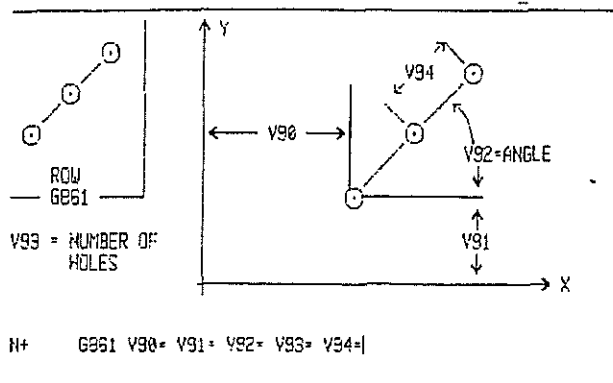 Y
V94
V90
V92=ANGLE
ROW
G861
V91
V93 = NUMBER OF
HOLES
X
N+ G861 V90= V91= V92= V93= V94=